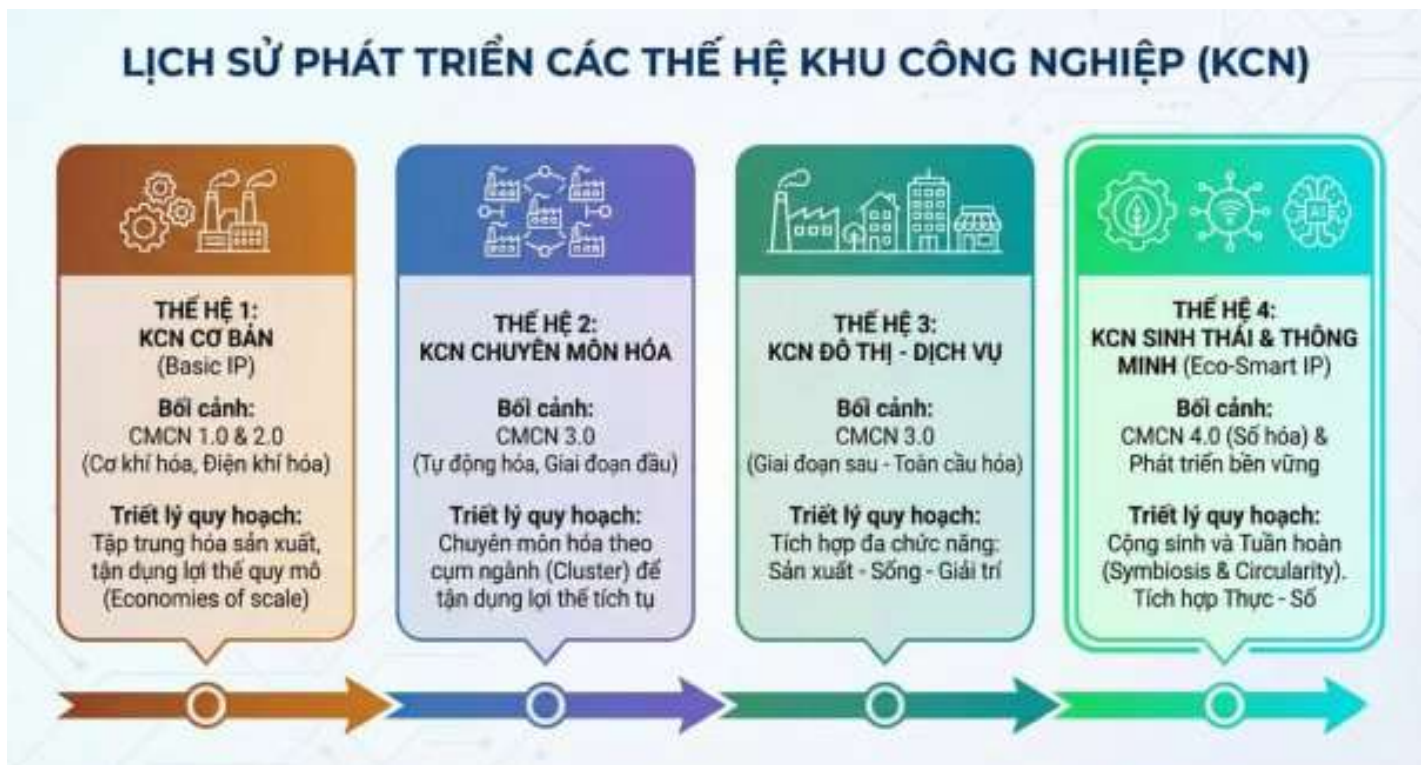 LỊCH SỬ PHÁT TRIỂN CÁC THẾ HỆ KHU CÔNG NGHIỆP (KCN)
THẾ HỆ 1:
KCN CƠ BẢN
(Basic IP)
Bối cảnh:
CMCN 1.0 & 2.0
(Cơ khí hóa, Điện khí hóa)
Triết lý quy hoạch:
Tập trung hóa sản xuất,
tận dụng lợi thế quy mô
(Economies of scale)
THẾ HỆ 2:
KCN CHUYÊN MÔN HÓA
Bối cảnh:
CMCN 3.0
(Tự động hóa, Giai đoạn đầu)
Triết lý quy hoạch:
Chuyên môn hóa theo
cụm ngành (Cluster) để
tận dụng lợi thế tích tụ
THẾ HỆ 3:
KCN ĐÔ THỊ - DỊCH VỤ
Bối cảnh:
CMCN 3.0
(Giai đoạn sau - Toàn cầu hóa)
Triết lý quy hoạch:
Tích hợp đa chức năng:
Sản xuất - Sống - Giải trí
AI
THẾ HỆ 4:
KCN SINH THÁI & THÔNG
MINH (Eco-Smart IP)
Bối cảnh:
CMCN 4.0 (Số hóa) &
Phát triển bền vững
Triết lý quy hoạch:
Cộng sinh và Tuần hoàn
(Symbiosis & Circularity).
Tích hợp Thực - Số